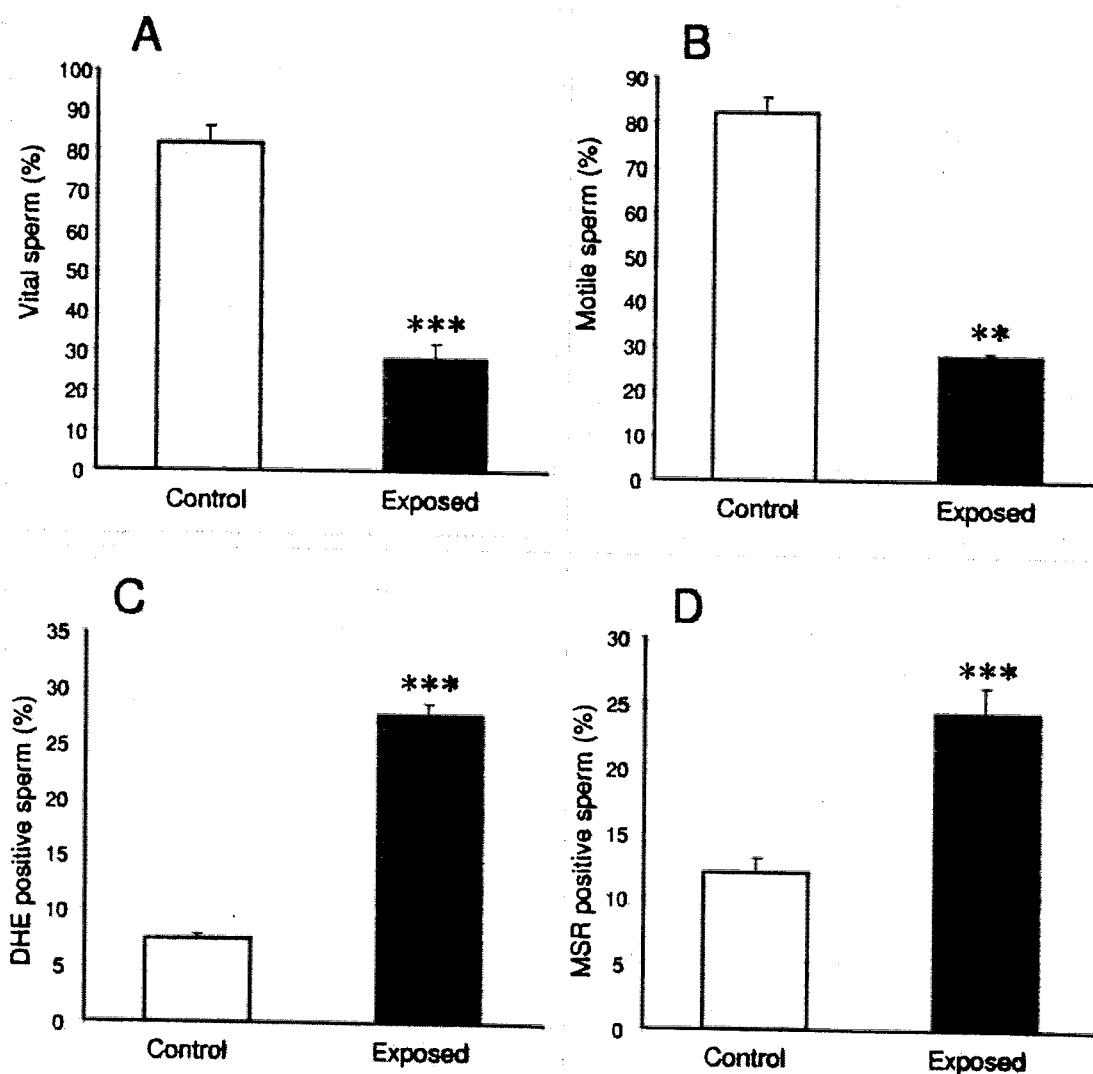 A
Vital sperm (%)
100
90
80
70
60
50
40
30
20
10
0
***
Control
Exposed
B
Motile sperm (%)
90
80
70
60
50
40
30
20
10
0
**
Control
Exposed
C
DHE positive sperm (%)
35
30
25
20
15
10
5
0
***
Control
Exposed
D
MSR positive sperm (%)
30
25
20
15
10
5
0
***
Control
Exposed